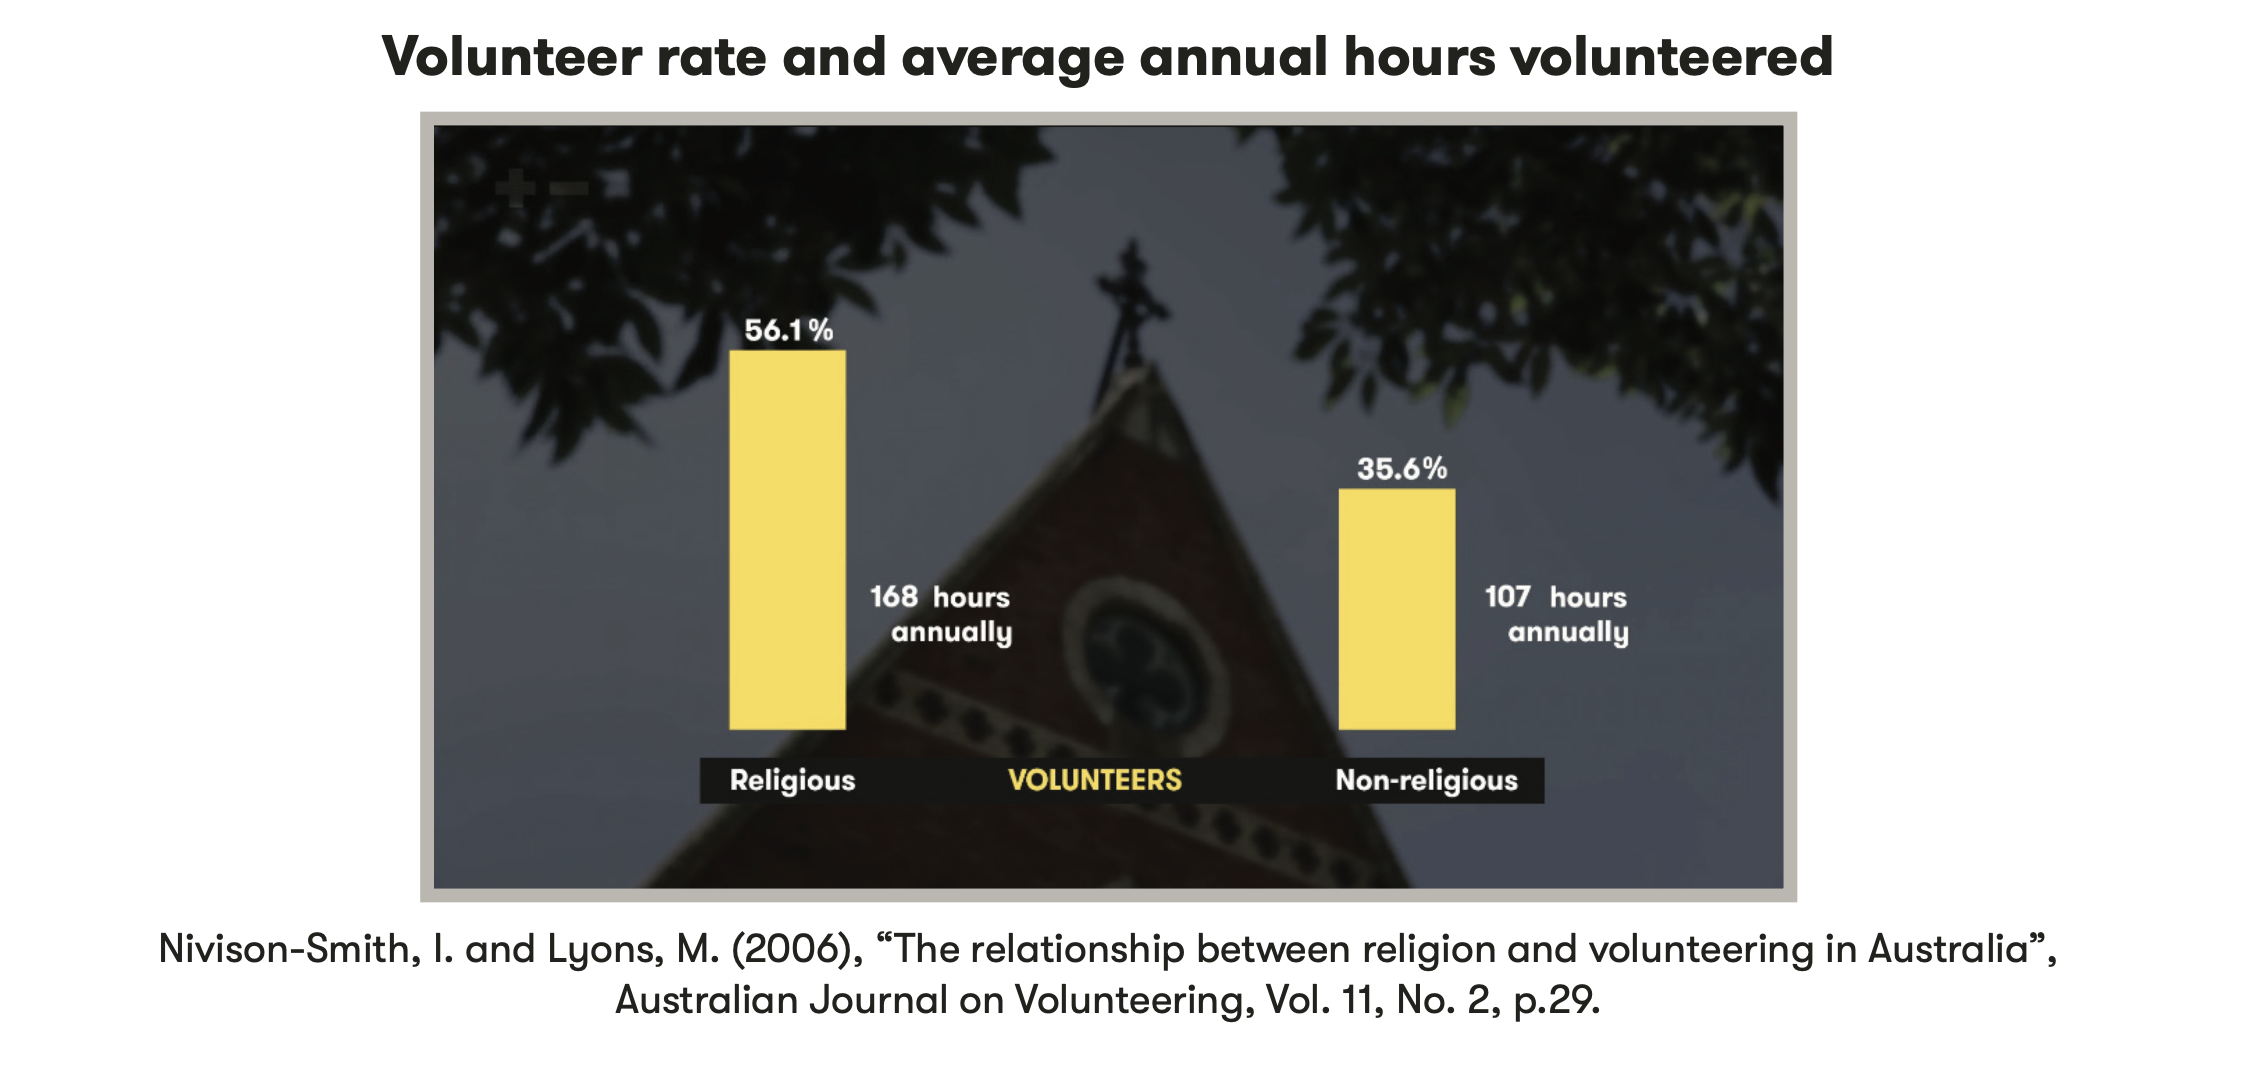 Volunteer rate and average annual hours volunteered
56.1%
35.6%
168 hours
annually
107 hours
annually
Religious VOLUNTEERS Non-religious
Nivison-Smith, I. and Lyons, M. (2006), “The relationship between religion and volunteering in Australia”,
Australian Journal on Volunteering, Vol. 11, No. 2, p.29.